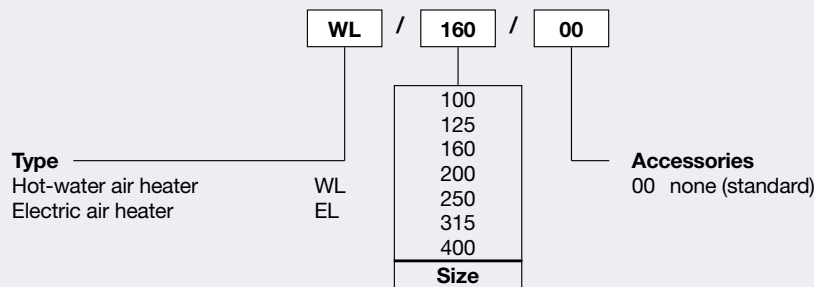 WL / 160 / 00
100
125
160
200
250
315
400
Size
Type
Hot-water air heater WL
Electric air heater EL
Accessories
00 none (standard)